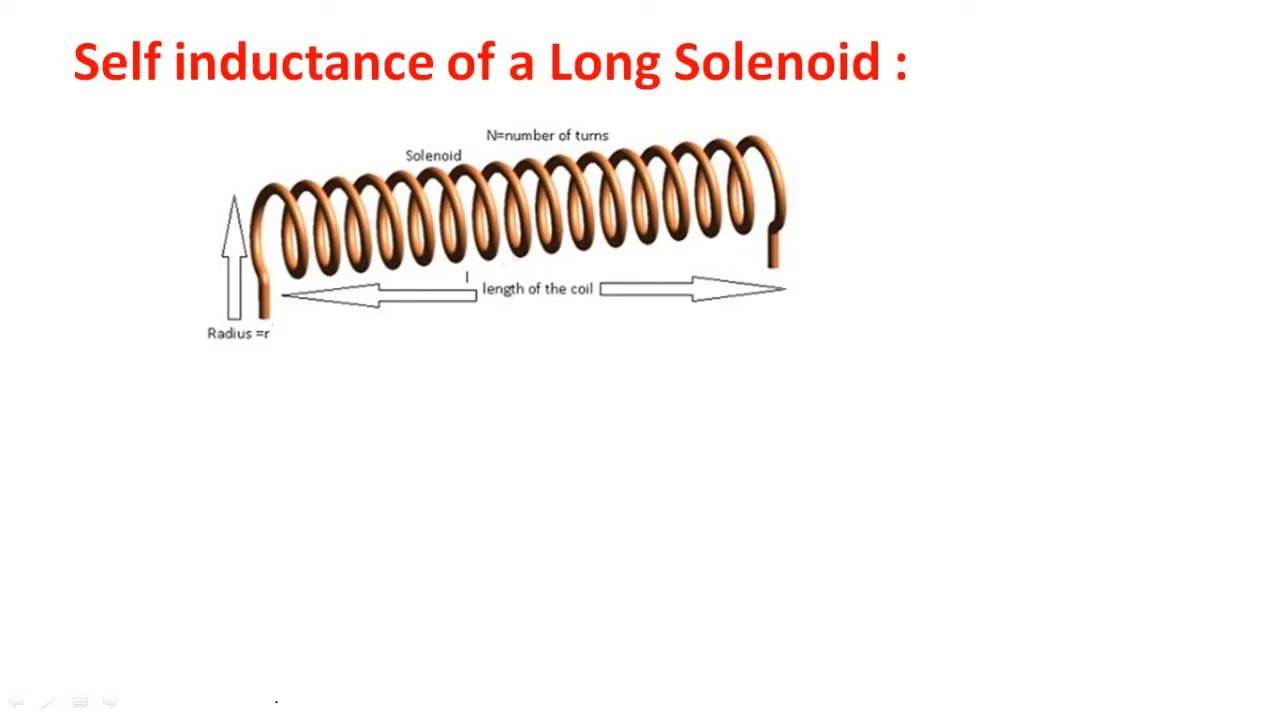 Self inductance of a Long Solenoid :
N=number of turns
Solenoid
l
length of the coil
Radius =r